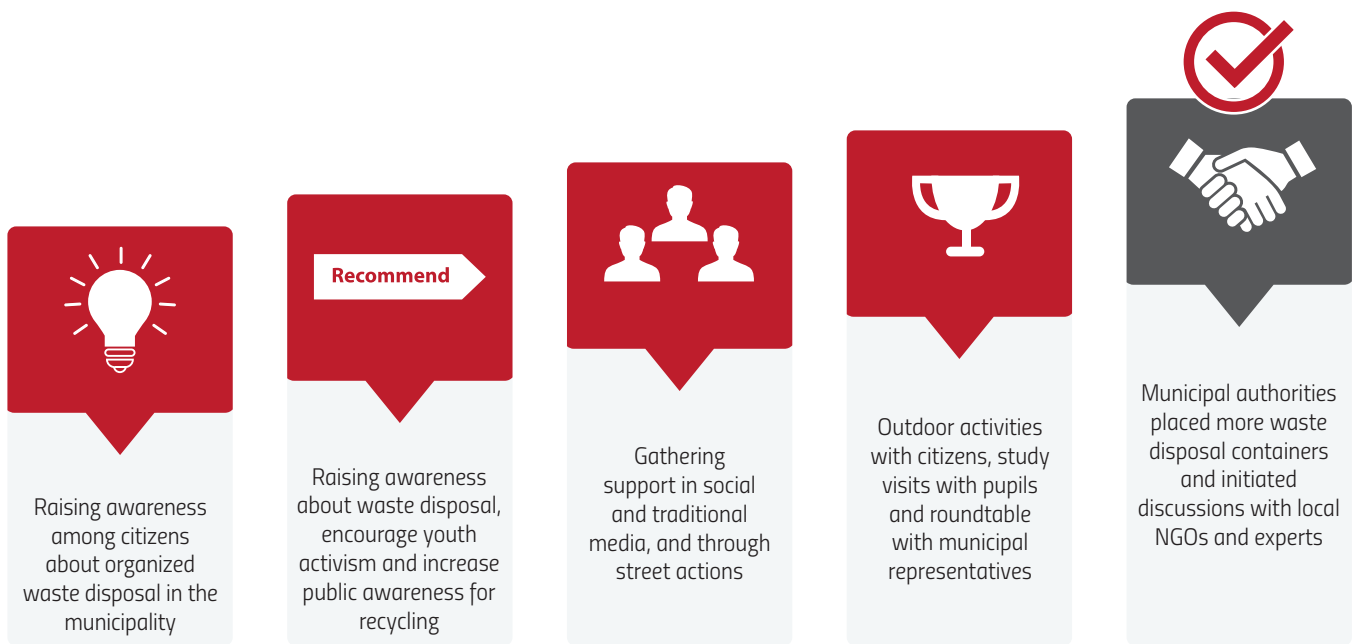 Raising awareness
among citizens
about organized
waste disposal in the
municipality
Recommend
Raising awareness
about waste disposal,
encourage youth
activism and increase
public awareness for
recycling
Gathering
support in social
and traditional
media, and through
street actions
Outdoor activities
with citizens, study
visits with pupils
and roundtable
with municipal
representatives
Municipal authorities
placed more waste
disposal containers
and initiated
discussions with local
NGOs and experts